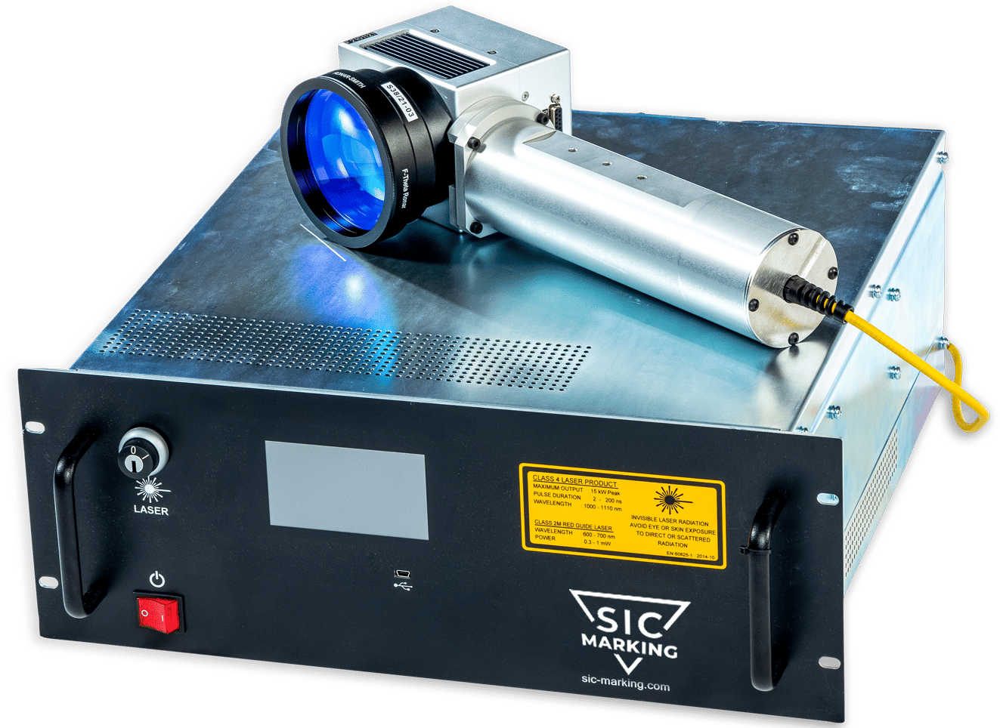 RONAR-SMITH
S38/21-03
F-Theta Ronar
0
LASER
CLASS 4 LASER PRODUCT
MAXIMUM OUTPUT : 15 kW Peak
PULSE DURATION 2 - 200 ns
WAVELENGTH : 1000 - 1110 nm
CLASS 2M RED GUIDE LASER
WAVELENGTH 600 - 700 nm
POWER 0.3 - 1 mW
INVISIBLE LASER RADIATION
AVOID EYE OR SKIN EXPOSURE
TO DIRECT OR SCATTERED
RADIATION
EN 60825-1 : 2014-10
SIC
MARKING
sic-marking.com